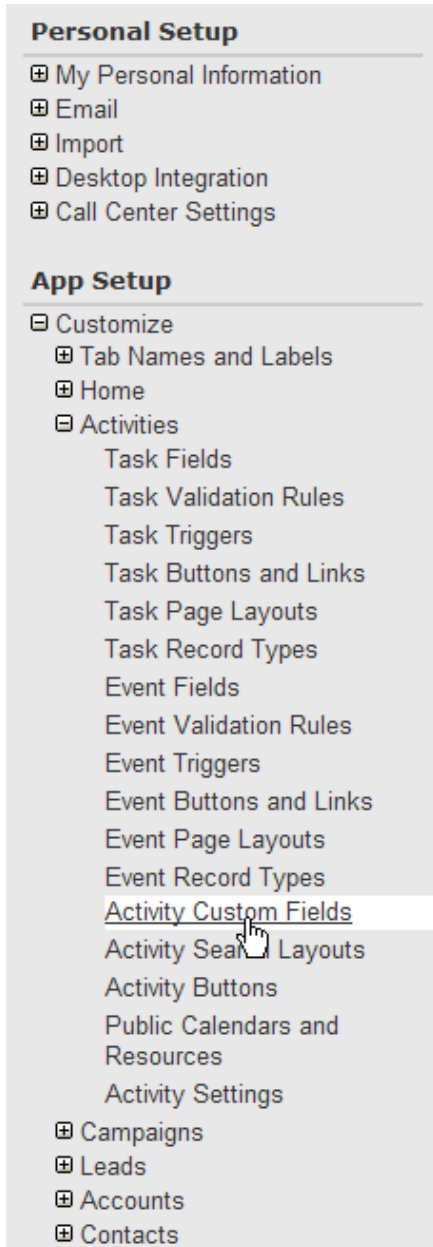 Personal Setup
My Personal Information
Email
Import
Desktop Integration
Call Center Settings
App Setup
Customize
Tab Names and Labels
Home
Activities
Task Fields
Task Validation Rules
Task Triggers
Task Buttons and Links
Task Page Layouts
Task Record Types
Event Fields
Event Validation Rules
Event Triggers
Event Buttons and Links
Event Page Layouts
Event Record Types
Activity Custom Fields
Activity Search Layouts
Activity Buttons
Public Calendars and
Resources
Activity Settings
Campaigns
Leads
Accounts
Contacts